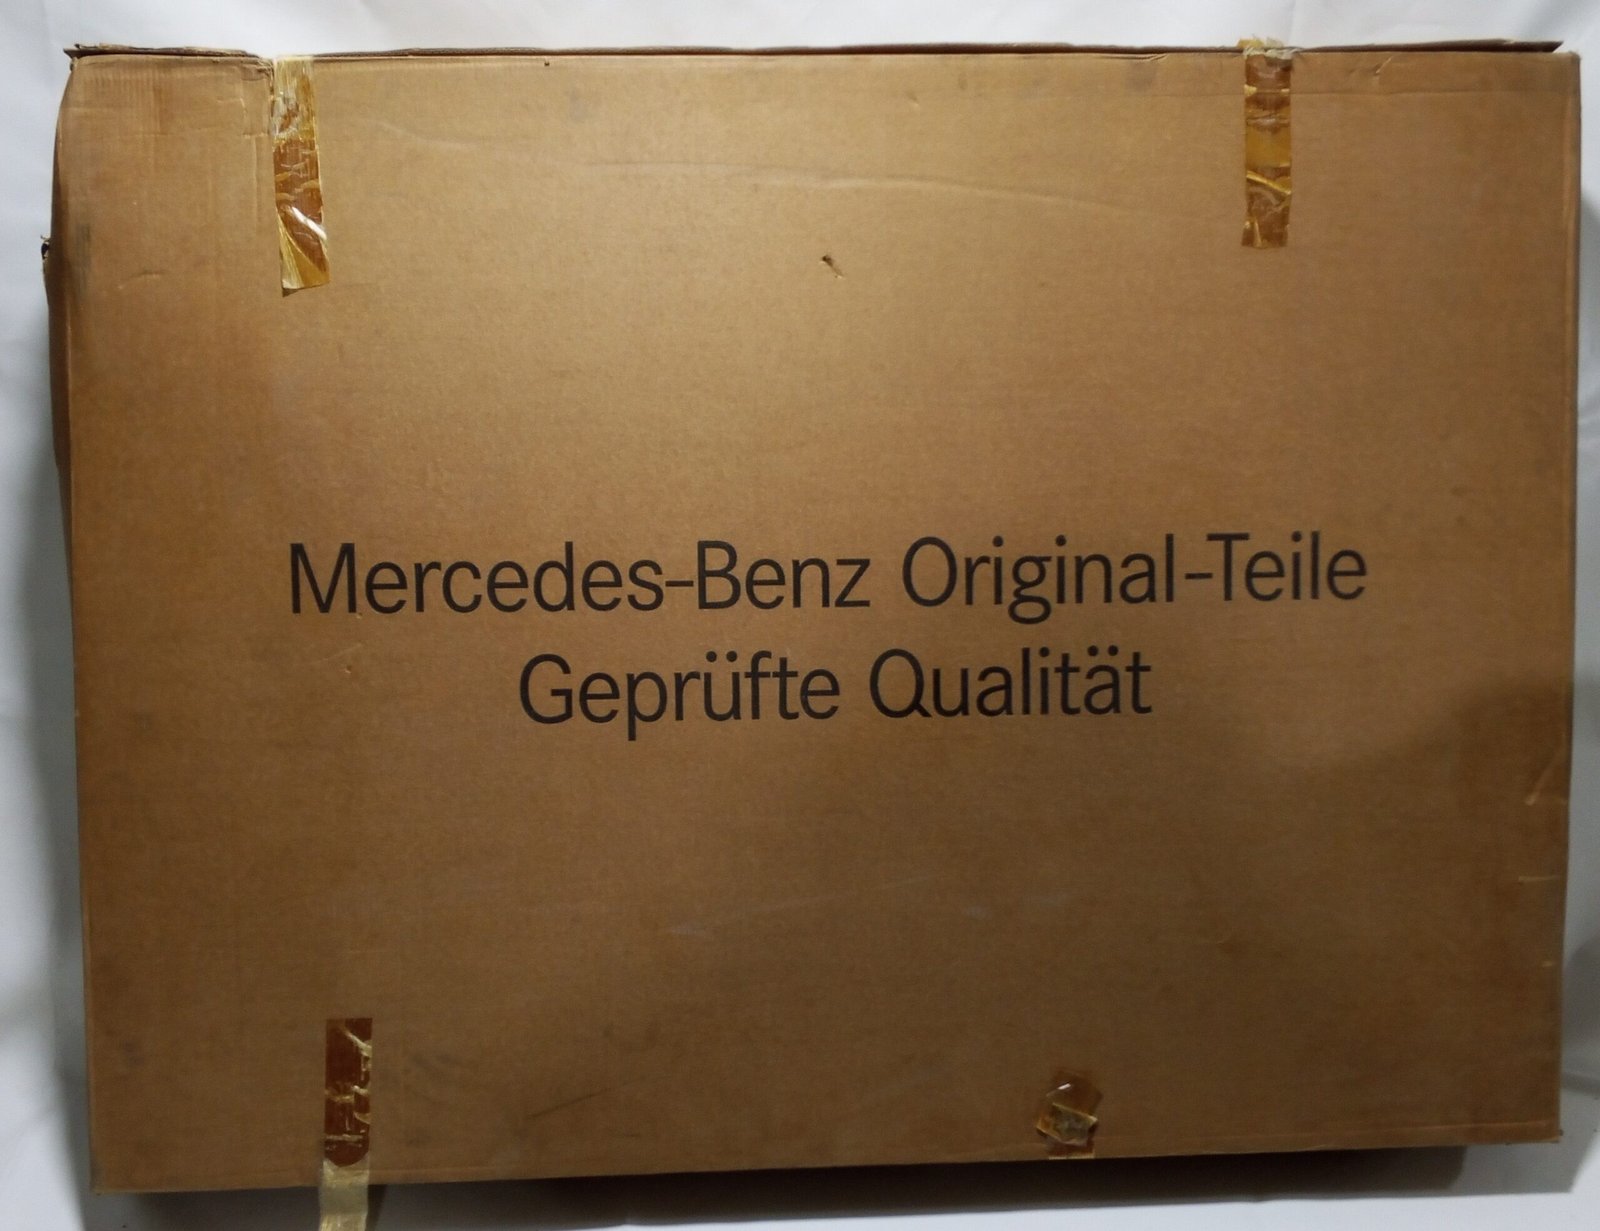 Mercedes-Benz Original-Teile
Geprüfte Qualität